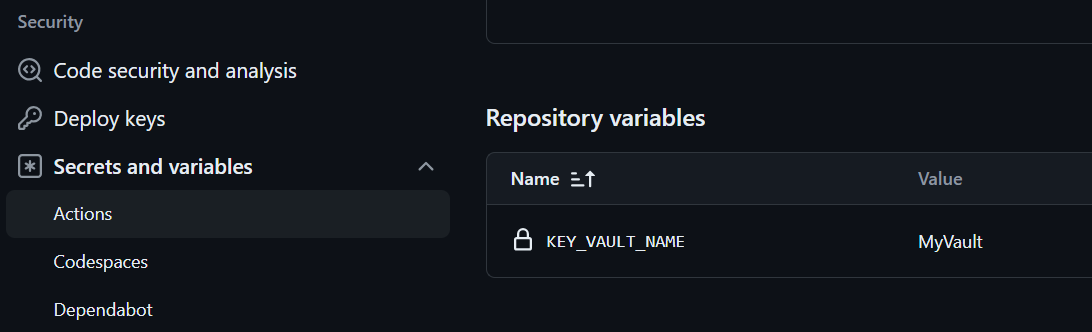 Security
Code security and analysis
Deploy keys
Secrets and variables
Actions
Codespaces
Dependabot
Repository variables
Name Value
KEY_VAULT_NAME MyVault